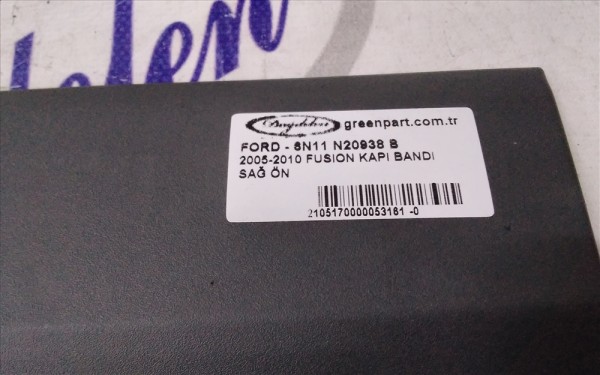 greenpart.com.tr
FORD - 6N11 N20938 B
2005-2010 FUSION KAPI BANDI
SAĞ ÖN
2105170000053161 -0